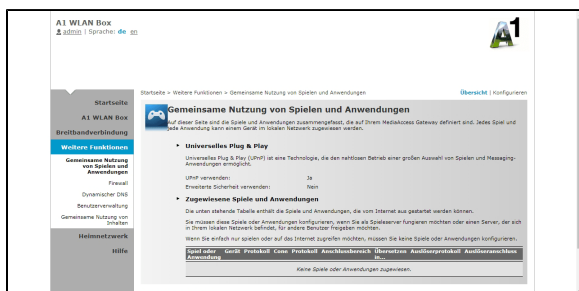 A1 WLAN Box
admin | Sprache: de en
A1
Startseite > Weitere Funktionen > Gemeinsame Nutzung von Spielen und Anwendungen
Übersicht | Konfigurieren
Startseite
A1 WLAN Box
Breitbandverbindung
Weitere Funktionen
Gemeinsame Nutzung
von Spielen und
Anwendungen
Firewall
Dynamischer DNS
Benutzerverwaltung
Gemeinsame Nutzung von
Inhalten
Heimnetzwerk
Hilfe
Gemeinsame Nutzung von Spielen und Anwendungen
Auf dieser Seite sind die Spiele und Anwendungen zusammengefasst, die auf Ihrem MediaAccess Gateway definiert sind. Jedes Spiel und
jede Anwendung kann einem Gerät im lokalen Netzwerk zugewiesen werden.
Universelles Plug & Play
Universelles Plug & Play (UPnP) ist eine Technologie, die den nahtlosen Betrieb einer großen Auswahl von Spielen und Messaging-
Anwendungen ermöglicht.
UPnP verwenden: Ja
Erweiterte Sicherheit verwenden: Nein
Zugewiesene Spiele und Anwendungen
Die unten stehende Tabelle enthält die Spiele und Anwendungen, die vom Internet aus gestartet werden können.
Sie müssen diese Spiele oder Anwendungen konfigurieren, wenn Sie als Spieleserver fungieren möchten oder einen Server, der sich
in Ihrem lokalen Netzwerk befindet, für andere Benutzer freigeben möchten.
Wenn Sie einfach nur spielen oder auf das Internet zugreifen möchten, müssen Sie keine Spiele oder Anwendungen konfigurieren.
Spiel oder Gerät Protokoll Cone Protokoll Anschlussbereich Übersetzen Auslöserprotokoll Auslöseranschluss
Anwendung in...
Keine Spiele oder Anwendungen zugewiesen.